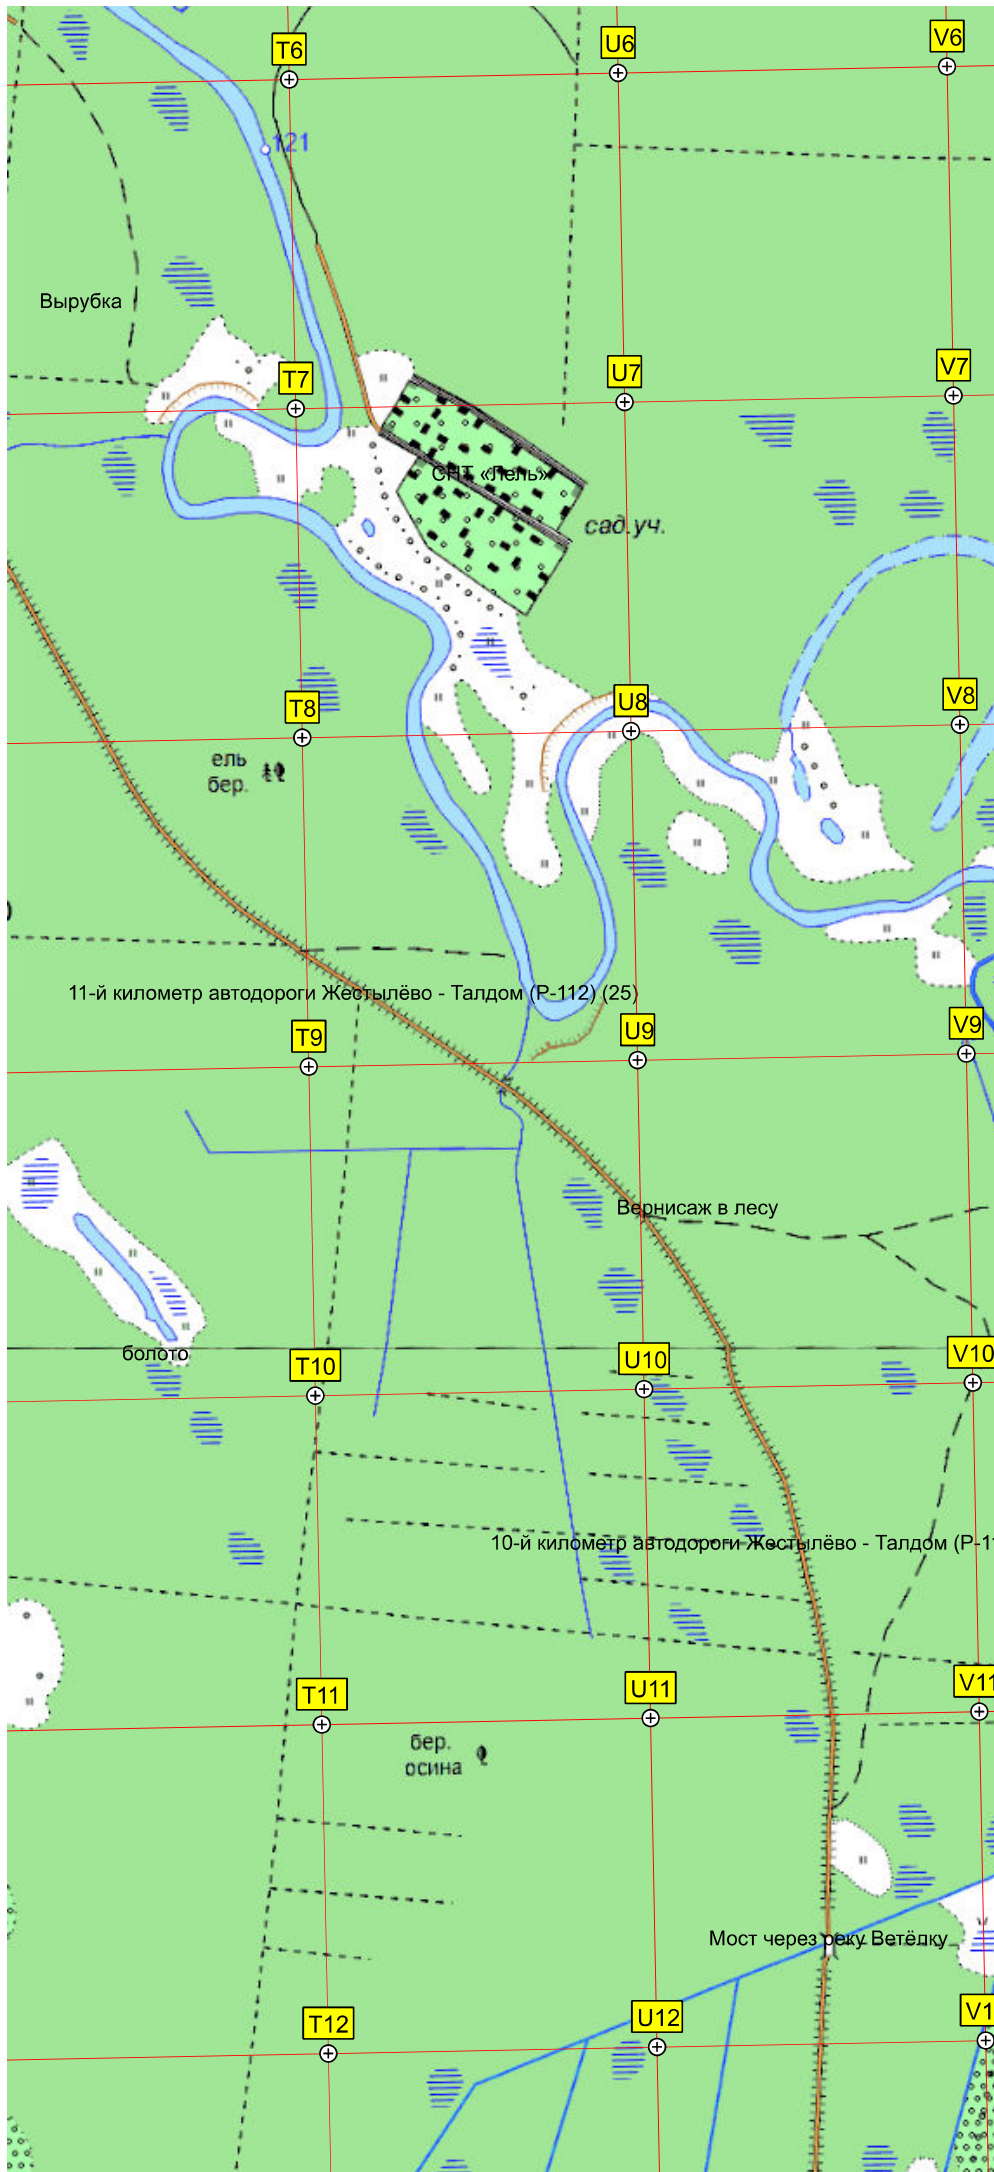 T6
U6
V6
121
Вырубка
T7
U7
V7
СНТ «Лель»
сад.уч.
T8
U8
V8
ель
бер.
11-й километр автодороги Жестылёво - Талдом (Р-112) (25)
T9
U9
V9
Вернисаж в лесу
болото
T10
U10
V10
10-й километр автодороги Жестылёво - Талдом (Р-11
T11
U11
V11
бер.
осина
Мост через реку Ветёлку
T12
U12
V1